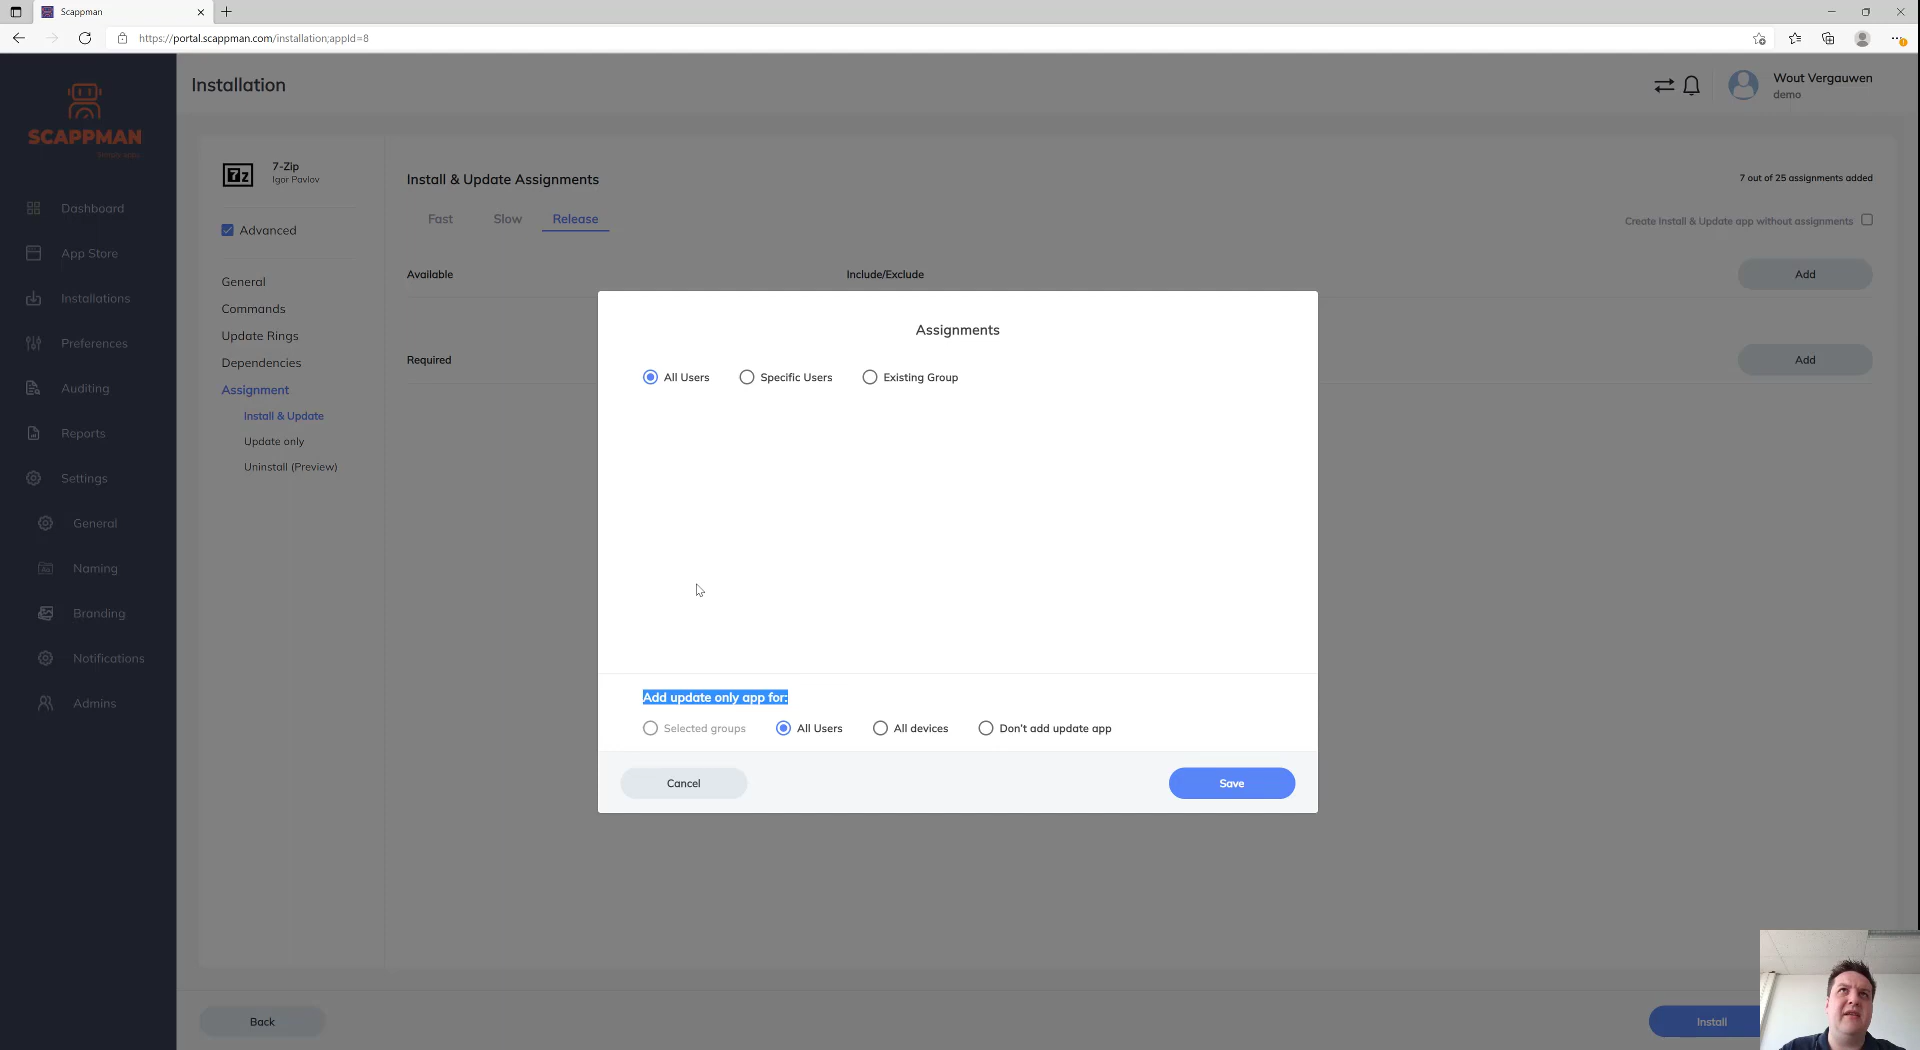 Scappman
https://portal.scappman.com/installation;appId=8
SCAPPMAN
Installation
Wout Vergauwen
demo
Dashboard
App Store
Installations
Preferences
Auditing
Reports
Settings
General
Naming
Branding
Notifications
Admins
7z
7-Zip
Igor Pavlov
Advanced
General
Commands
Update Rings
Dependencies
Assignment
Install & Update
Update only
Uninstall (Preview)
Install & Update Assignments
7 out of 25 assignments added
Fast Slow Release
Create Install & Update app without assignments
Available Include/Exclude Add
Required Add
Assignments
All Users Specific Users Existing Group
Add update only app for:
Selected groups All Users All devices Don't add update app
Cancel Save
Back Install